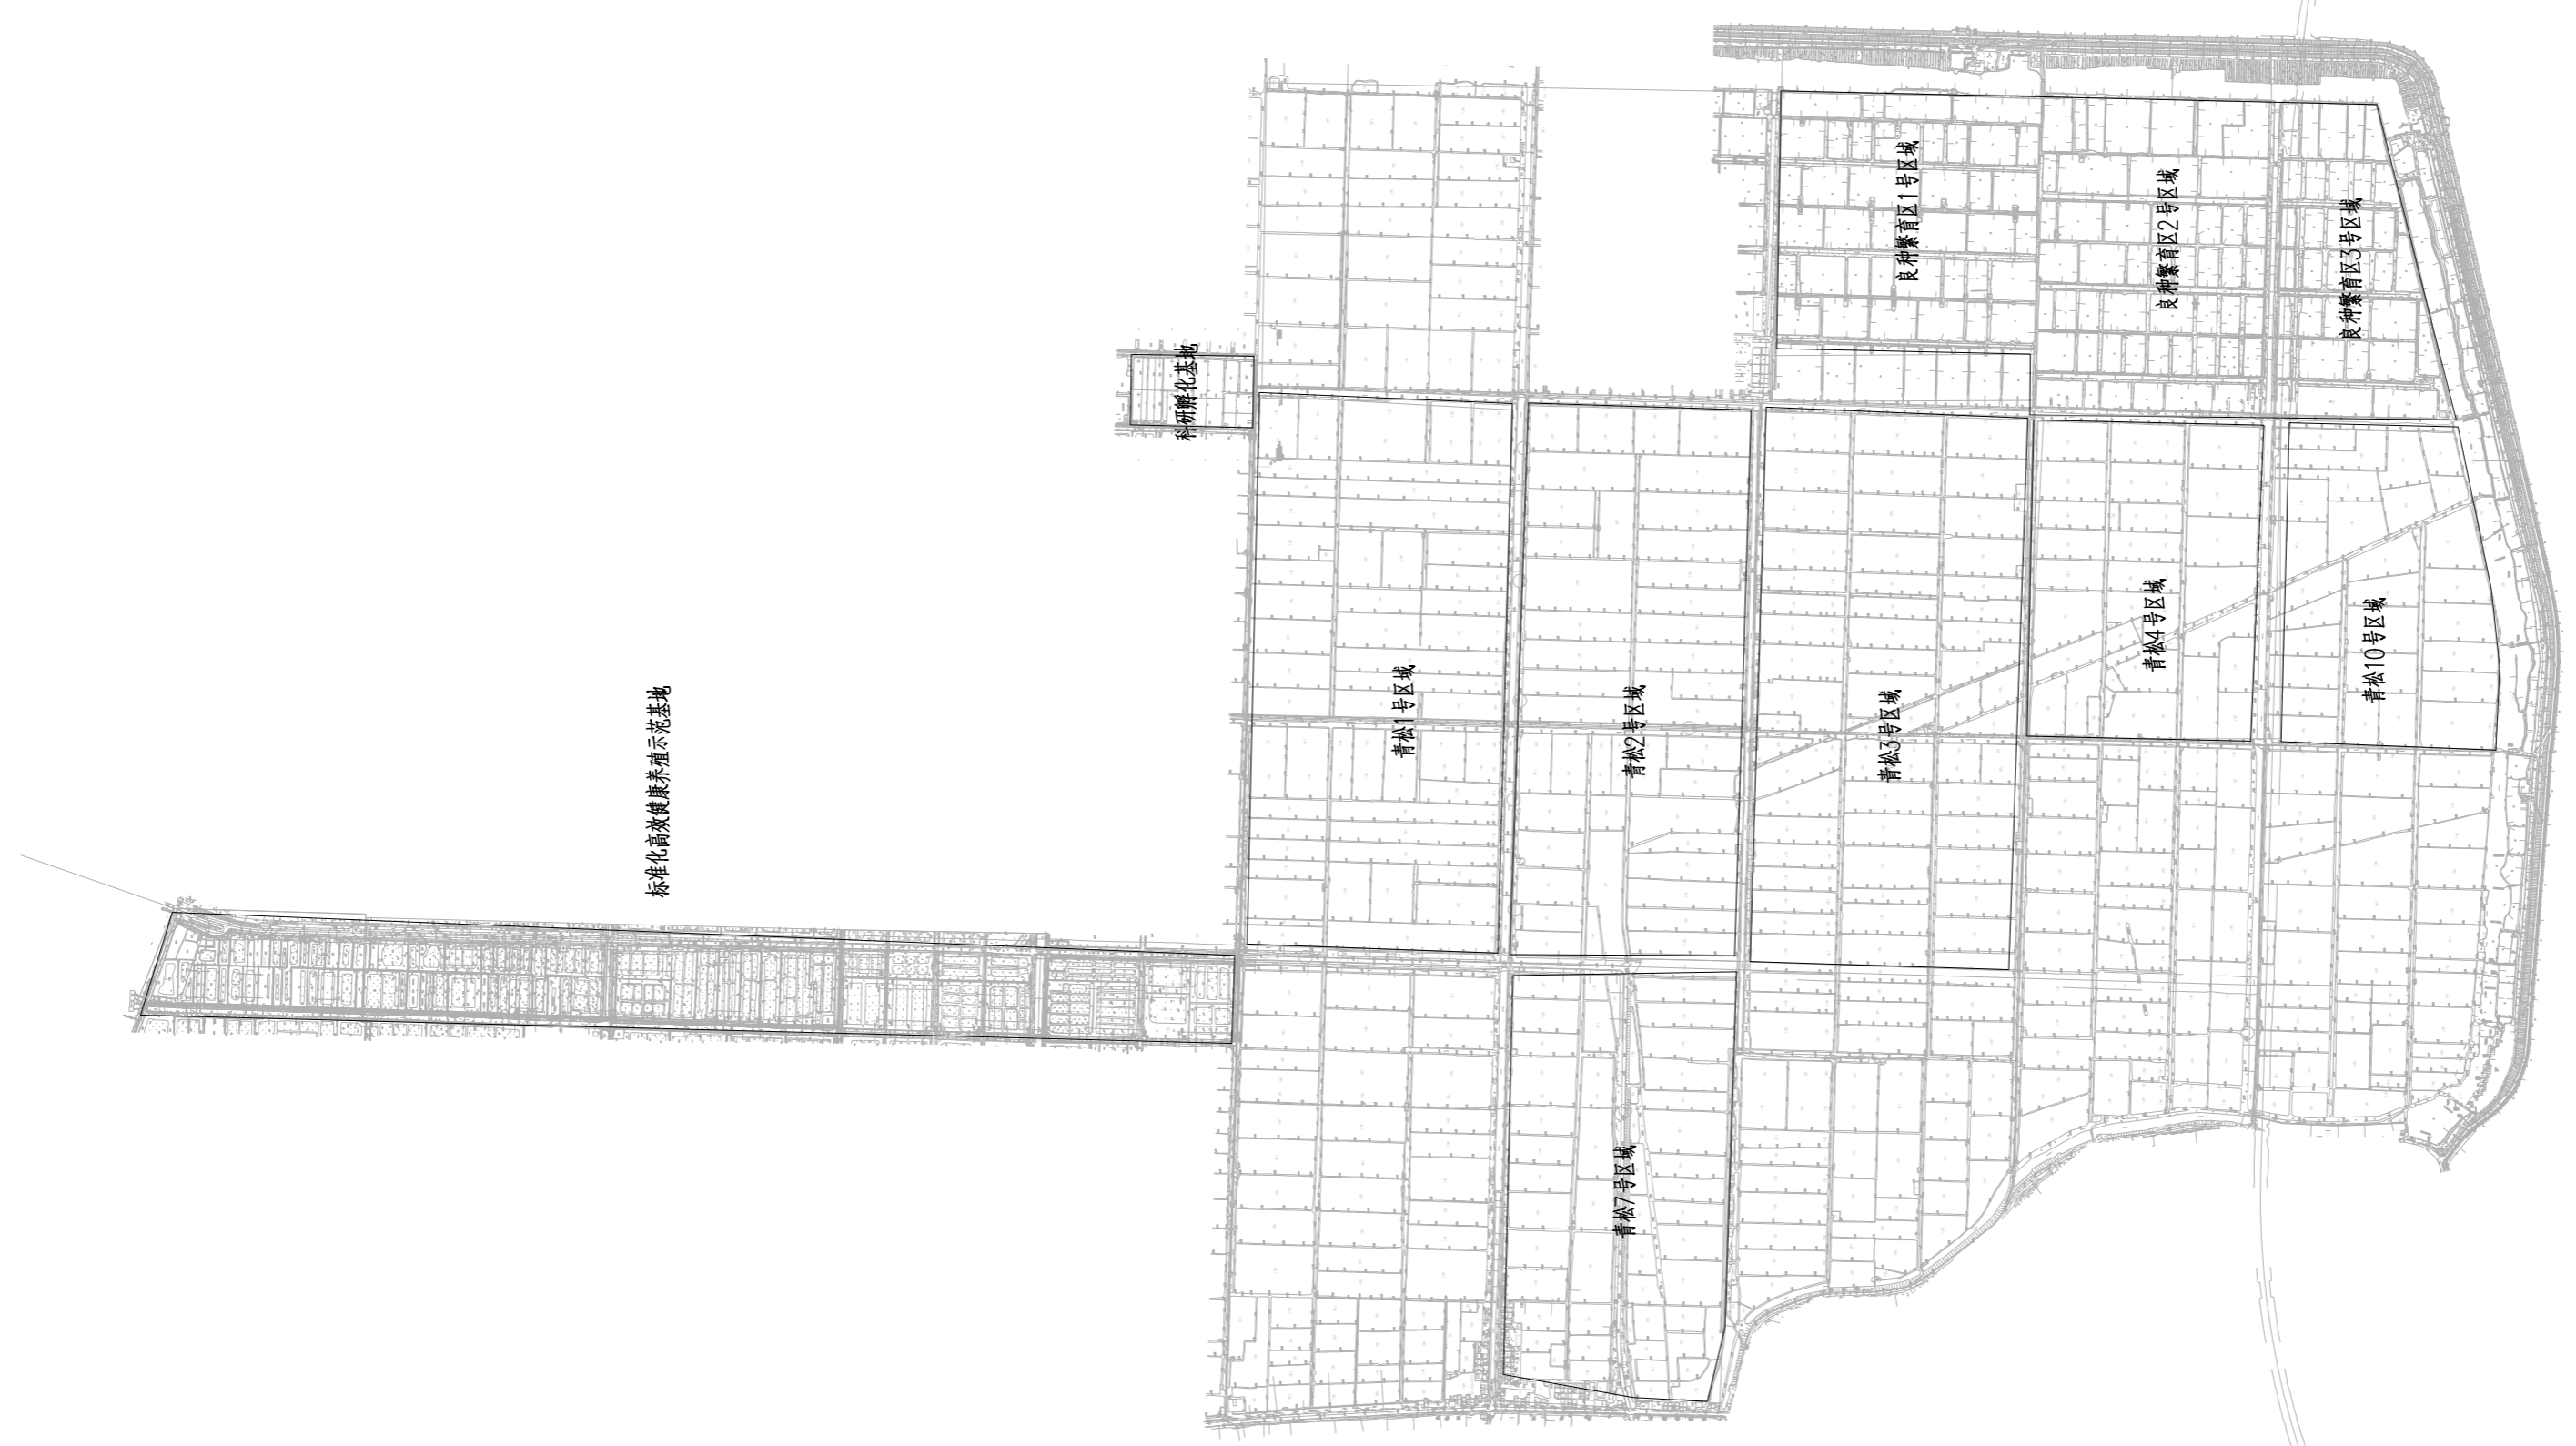 标准化高效健康养殖示范基地
科研孵化基地
青松1号区域
青松2号区域
青松7号区域
青松3号区域
良种繁育区1号区域
青松4号区域
良种繁育区2号区域
良种繁育区3号区域
青松10号区域